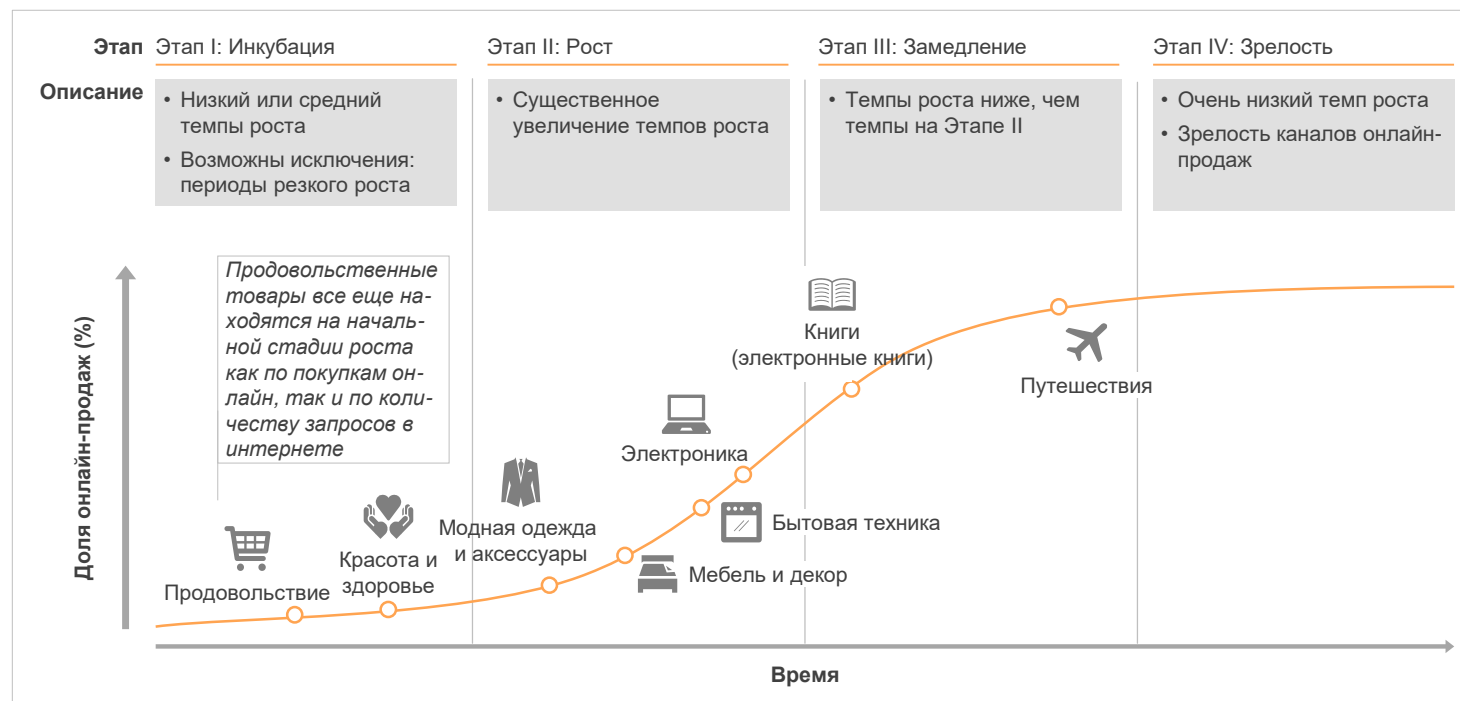 Этап Этап I: Инкубация Этап II: Рост Этап III: Замедление Этап IV: Зрелость
Описание
• Низкий или средний
темпы роста
• Возможны исключения:
периоды резкого роста
• Существенное
увеличение темпов роста
• Темпы роста ниже, чем
темпы на Этапе II
• Очень низкий темп роста
• Зрелость каналов онлайн-
продаж
Доля онлайн-продаж (%)
Продовольственные
товары все еще на-
ходятся на началь-
ной стадии роста
как по покупкам он-
лайн, так и по коли-
честву запросов в
интернете
Продовольствие
Красота и
здоровье
Модная одежда
и аксессуары
Мебель и декор
Электроника
Бытовая техника
Книги
(электронные книги)
Путешествия
Время